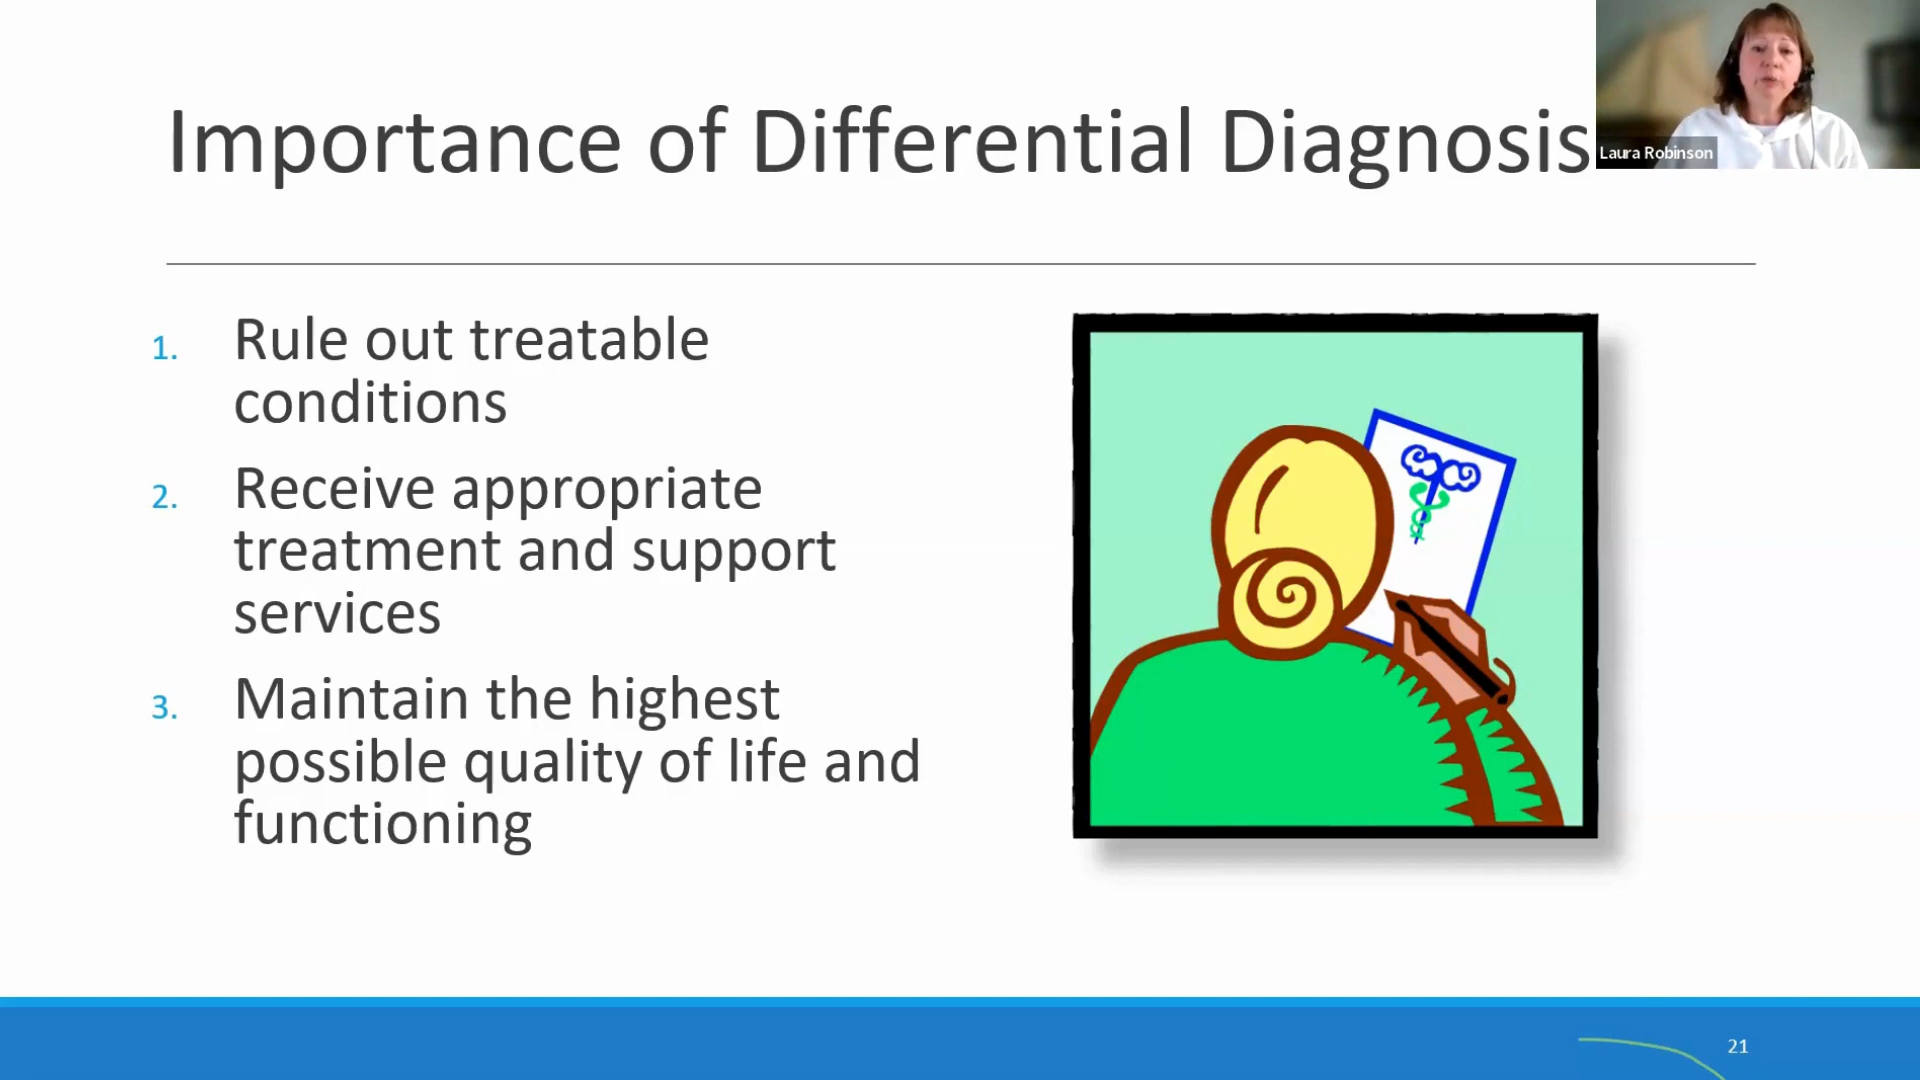 Importance of Differential Diagnosis
Laura Robinson
1. Rule out treatable
conditions
2. Receive appropriate
treatment and support
services
3. Maintain the highest
possible quality of life and
functioning
21